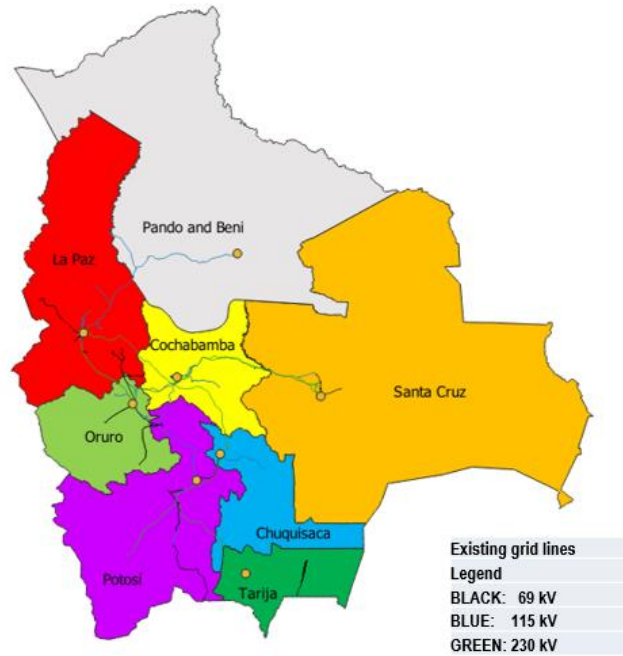 Pando and Beni
La Paz
Cochabamba
Santa Cruz
Oruro
Chuquisaca
Potosí
Tarija
Existing grid lines
Legend
BLACK: 69 kV
BLUE: 115 kV
GREEN: 230 kV